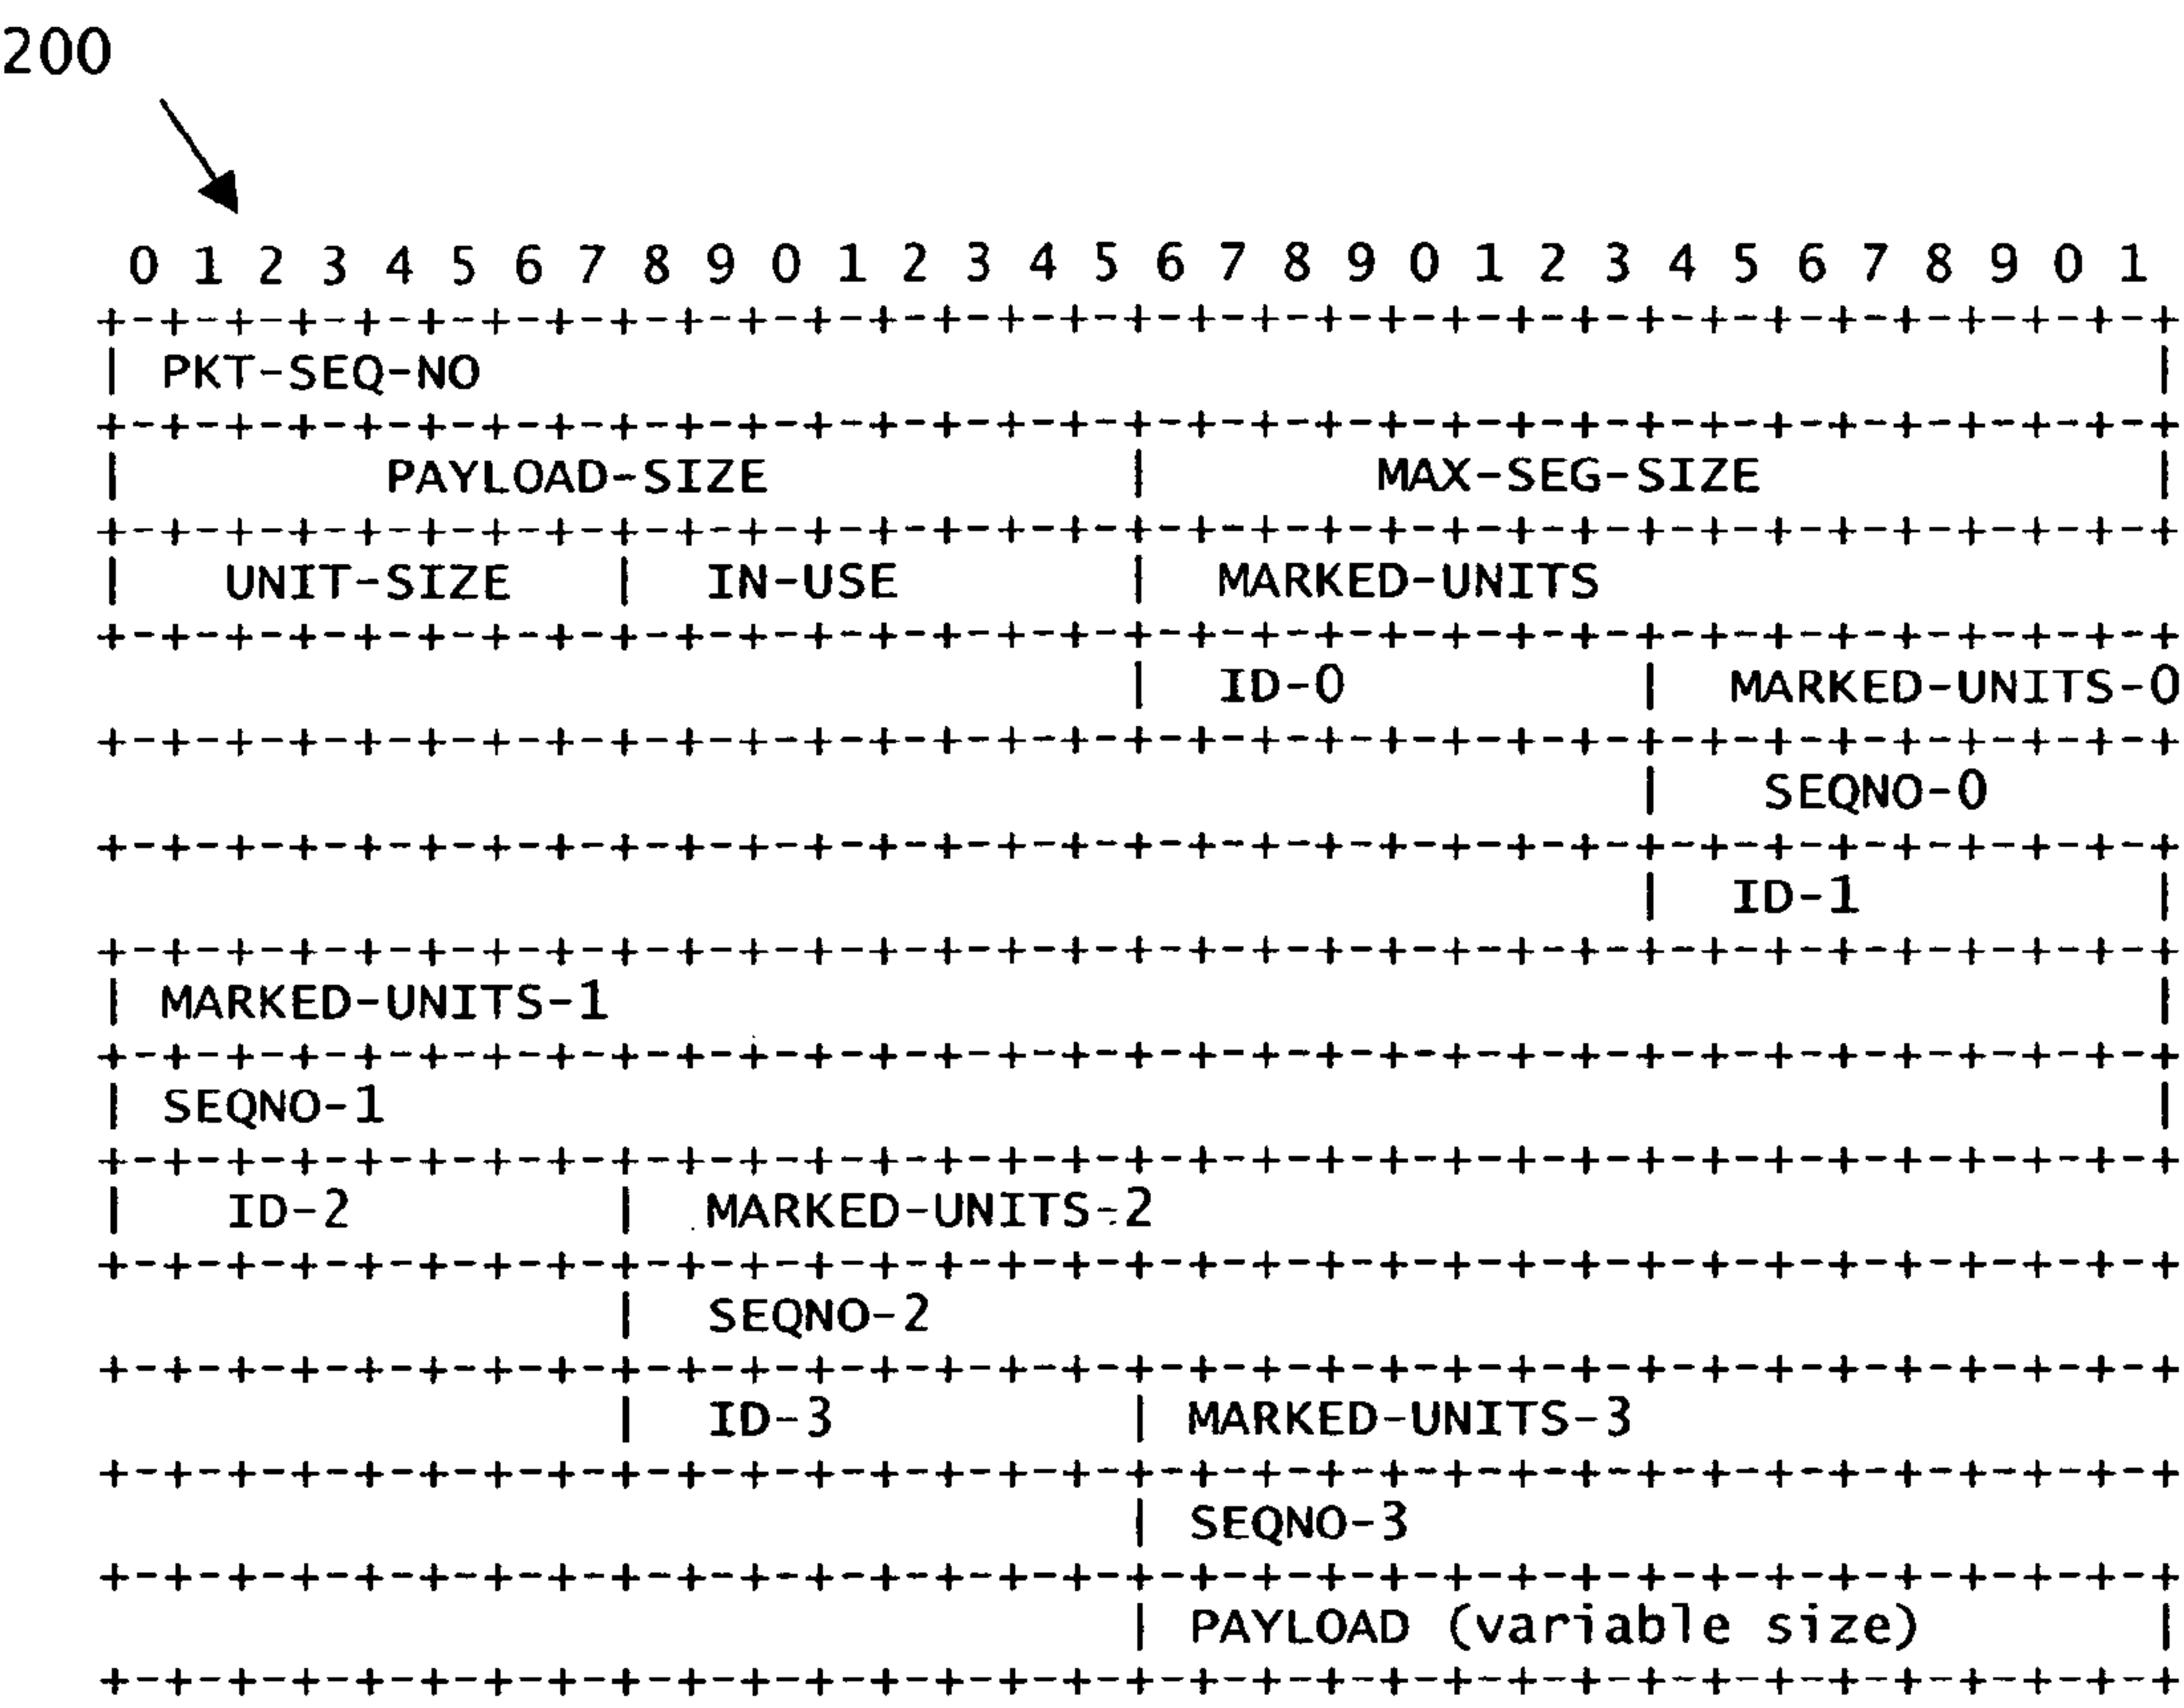 200
0 1 2 3 4 5 6 7 8 9 0 1 2 3 4 5 6 7 8 9 0 1 2 3 4 5 6 7 8 9 0 1
+-+-+-+-+-+-+-+-+-+-+-+-+-+-+-+-+-+-+-+-+-+-+-+-+-+-+-+-+-+-+-+-+
| PKT-SEQ-NO |
+-+-+-+-+-+-+-+-+-+-+-+-+-+-+-+-+-+-+-+-+-+-+-+-+-+-+-+-+-+-+-+-+
| PAYLOAD-SIZE | MAX-SEG-SIZE |
+-+-+-+-+-+-+-+-+-+-+-+-+-+-+-+-+-+-+-+-+-+-+-+-+-+-+-+-+-+-+-+-+
| UNIT-SIZE | IN-USE | MARKED-UNITS
+-+-+-+-+-+-+-+-+-+-+-+-+-+-+-+-+-+-+-+-+-+-+-+-+-+-+-+-+-+-+-+-+
| ID-0 | MARKED-UNITS-0
+-+-+-+-+-+-+-+-+-+-+-+-+-+-+-+-+-+-+-+-+-+-+-+-+-+-+-+-+-+-+-+-+
| SEQNO-0
+-+-+-+-+-+-+-+-+-+-+-+-+-+-+-+-+-+-+-+-+-+-+-+-+-+-+-+-+-+-+-+-+
| ID-1 |
+-+-+-+-+-+-+-+-+-+-+-+-+-+-+-+-+-+-+-+-+-+-+-+-+-+-+-+-+-+-+-+-+
| MARKED-UNITS-1 |
+-+-+-+-+-+-+-+-+-+-+-+-+-+-+-+-+-+-+-+-+-+-+-+-+-+-+-+-+-+-+-+-+
| SEQNO-1 |
+-+-+-+-+-+-+-+-+-+-+-+-+-+-+-+-+-+-+-+-+-+-+-+-+-+-+-+-+-+-+-+-+
| ID-2 | MARKED-UNITS-2
+-+-+-+-+-+-+-+-+-+-+-+-+-+-+-+-+-+-+-+-+-+-+-+-+-+-+-+-+-+-+-+-+
| SEQNO-2
+-+-+-+-+-+-+-+-+-+-+-+-+-+-+-+-+-+-+-+-+-+-+-+-+-+-+-+-+-+-+-+-+
| ID-3 | MARKED-UNITS-3
+-+-+-+-+-+-+-+-+-+-+-+-+-+-+-+-+-+-+-+-+-+-+-+-+-+-+-+-+-+-+-+-+
| SEQNO-3
+-+-+-+-+-+-+-+-+-+-+-+-+-+-+-+-+-+-+-+-+-+-+-+-+-+-+-+-+-+-+-+-+
| PAYLOAD (variable size) |
+-+-+-+-+-+-+-+-+-+-+-+-+-+-+-+-+-+-+-+-+-+-+-+-+-+-+-+-+-+-+-+-+